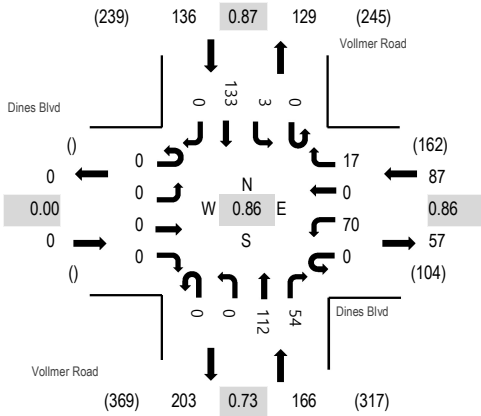 (239) 136 0.87 129 (245)
Vollmer Road
Dines Blvd
0 133 3 0
() 0 17 (162)
0 0 0 87
0.00 N 0.86
W 0.86 E
0 0 S 70 57
() 0 0 (104)
0 0 112 54
Dines Blvd
Vollmer Road
(369) 203 0.73 166 (317)